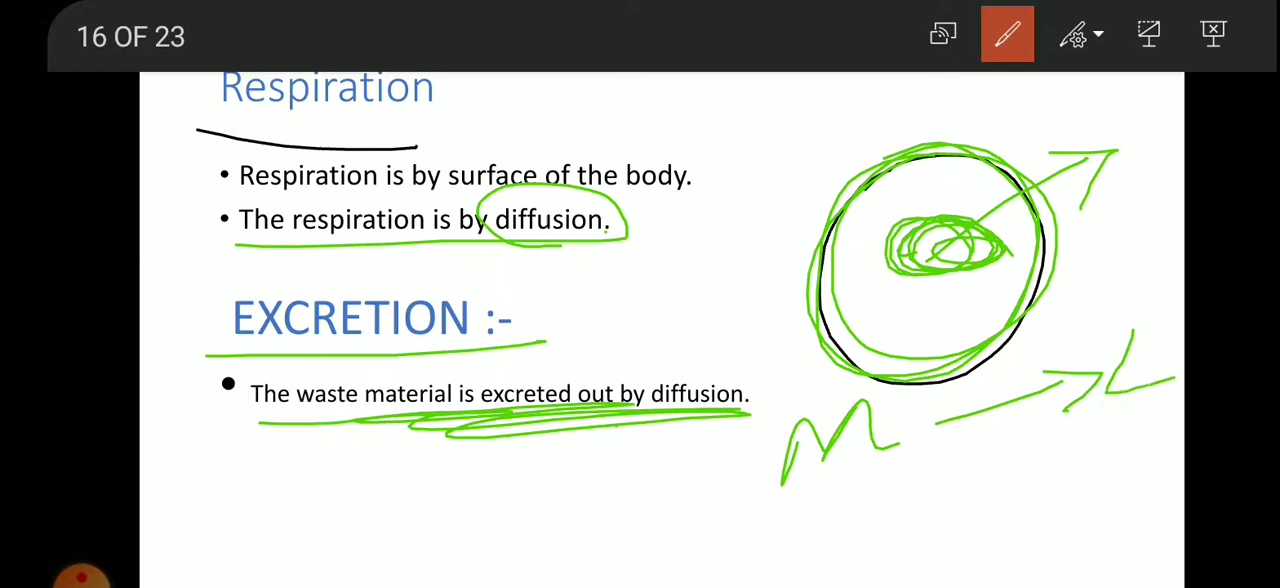 16 OF 23
Respiration
• Respiration is by surface of the body.
• The respiration is by diffusion.
EXCRETION :-
• The waste material is excreted out by diffusion.
M → L